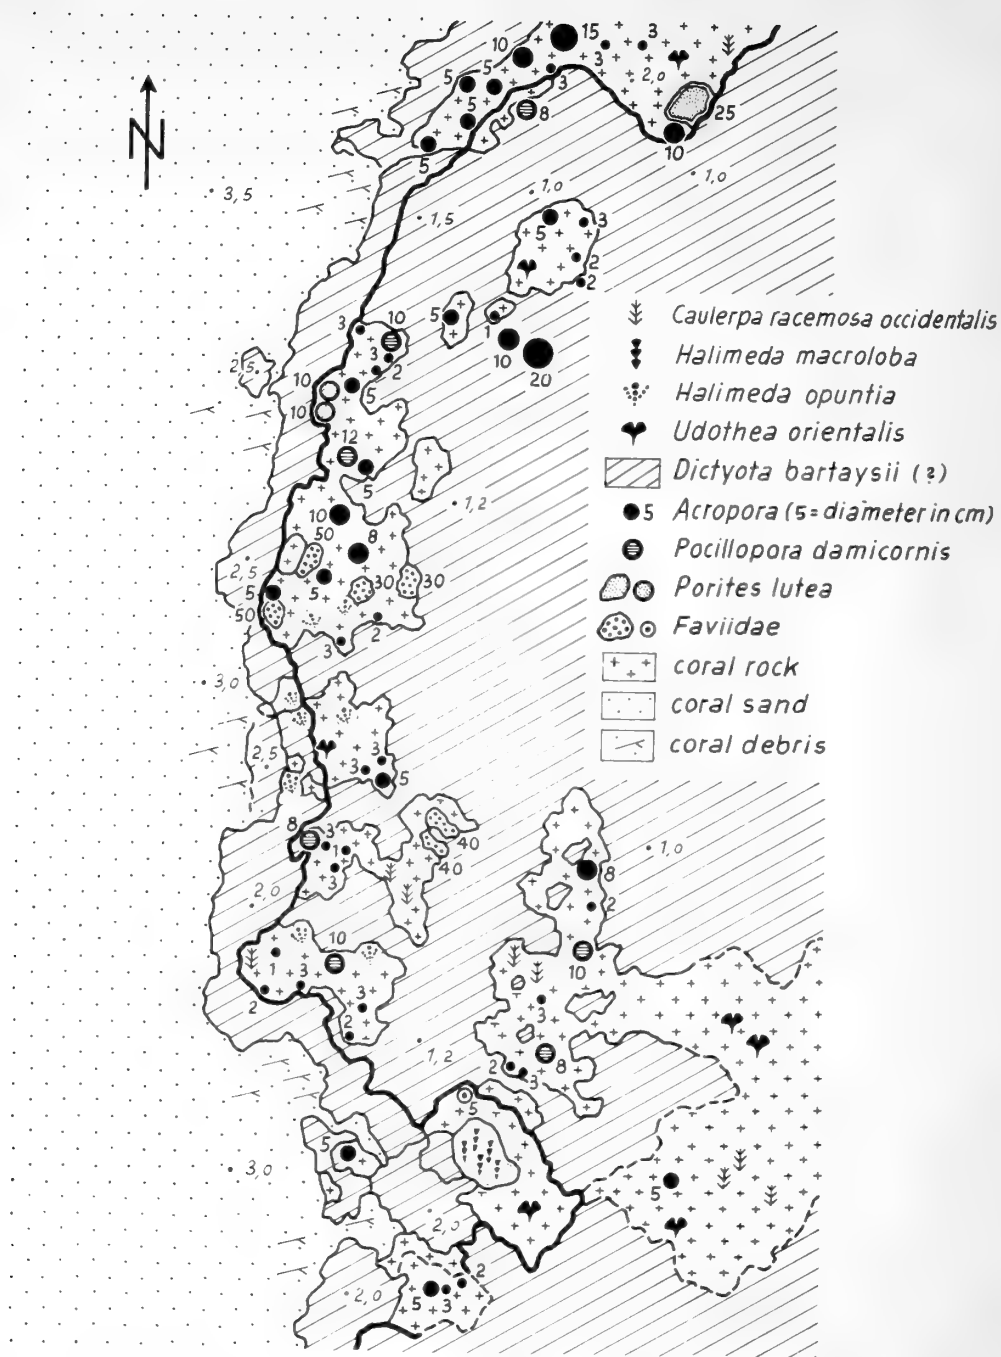 15 3
10 3
5 5 3 2,0
N 5 8 25
5 10
3,5 1,0 1,0
1,5 5 3
2
2
5 1
3 10 10 20
3 2
2,5 10 5
10
12
5
1,2
10 8
50
2,5 5 30 30
5
50
3 2
3,0
2,5 3
3 5
8 3
1 40
3 40
2,0
1,0
8
2
10
10
1 3
2 3
2
3
1,2 2 8
3
5
5
3,0
5
2,0
2
2,0 5 3
Caulerpa racemosa occidentalis
Halimeda macroloba
Halimeda opuntia
Udothea orientalis
Dictyota bartaysii (?)
5 Acropora (5=diameter in cm)
Pocillopora damicornis
Porites lutea
Faviidae
coral rock
coral sand
coral debris